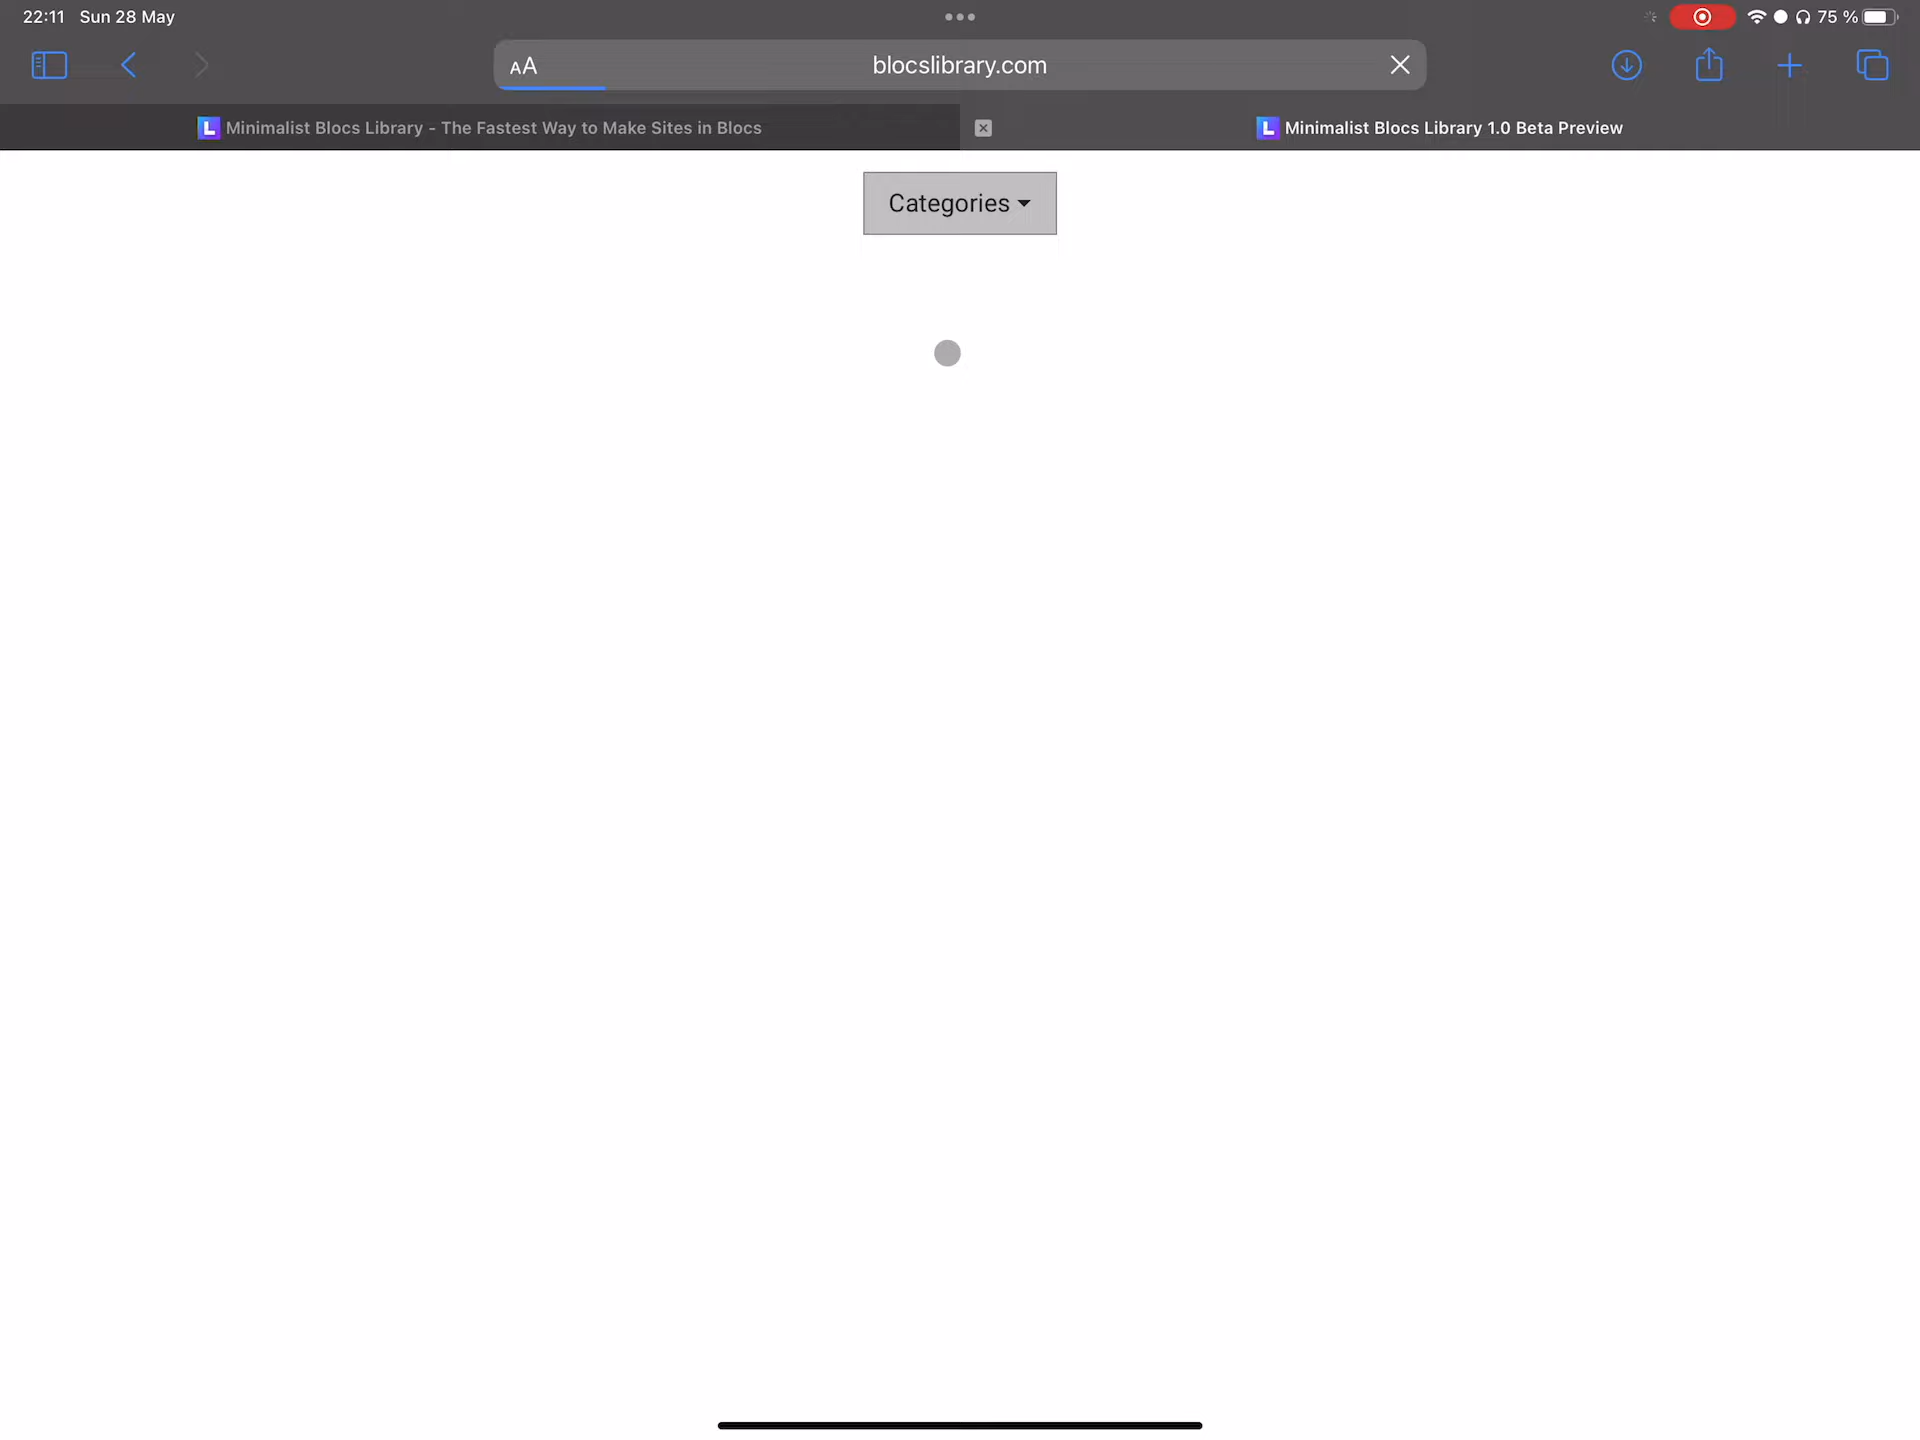 22:11 Sun 28 May
75 %
AA
blocslibrary.com
L Minimalist Blocs Library - The Fastest Way to Make Sites in Blocs
L Minimalist Blocs Library 1.0 Beta Preview
Categories